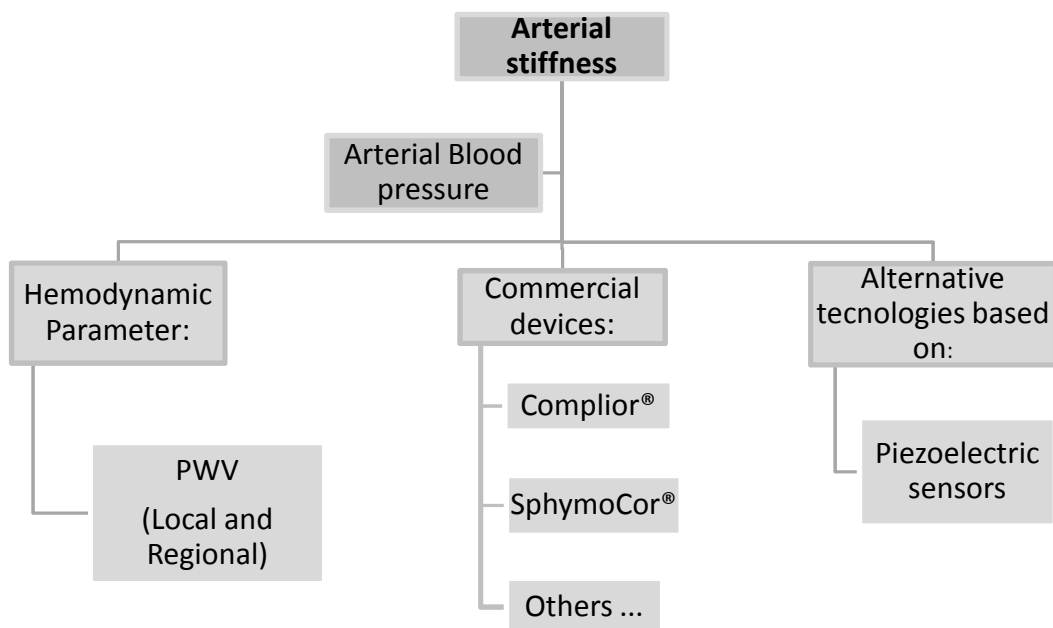 Arterial
stiffness
Arterial Blood
pressure
Hemodynamic
Parameter:
PWV
(Local and
Regional)
Commercial
devices:
Complior®
SphymoCor®
Others ...
Alternative
tecnologies based
on:
Piezoelectric
sensors